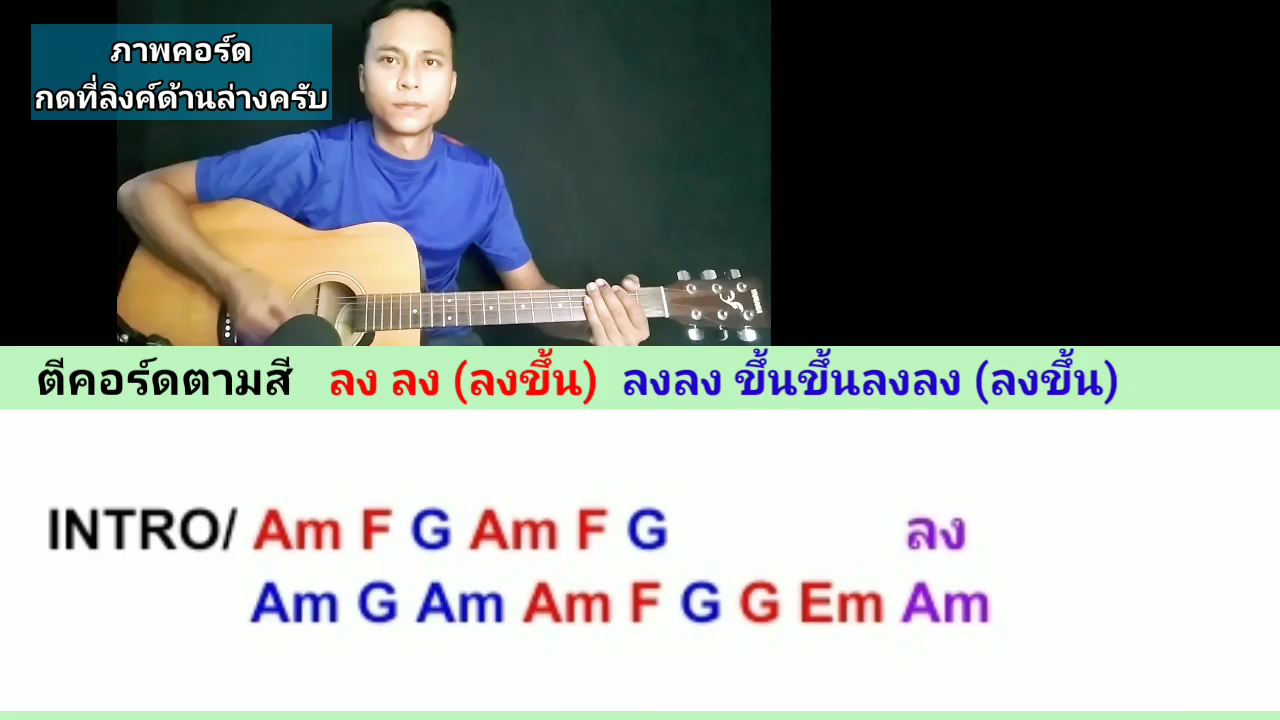 ภาพคอร์ด
กดที่ลิงค์ด้านล่างครับ
ตีคอร์ดตามสี ลง ลง (ลงขึ้น) ลงลง ขึ้นขึ้นลงลง (ลงขึ้น)
INTRO/ Am F G Am F G ลง
Am G Am Am F G G Em Am